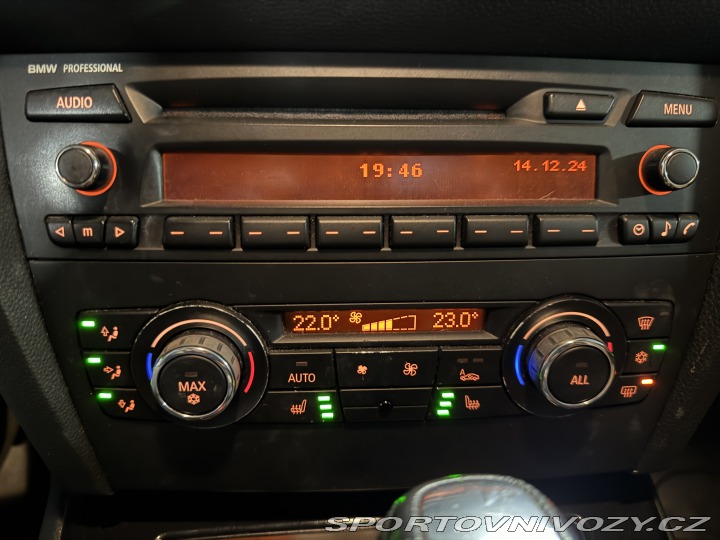 BMW PROFESSIONAL
AUDIO
MENU
19:46
14.12.24
m
22.0°
23.0°
MAX
AUTO
A
ALL
SPORTOVNIVOZY.CZ